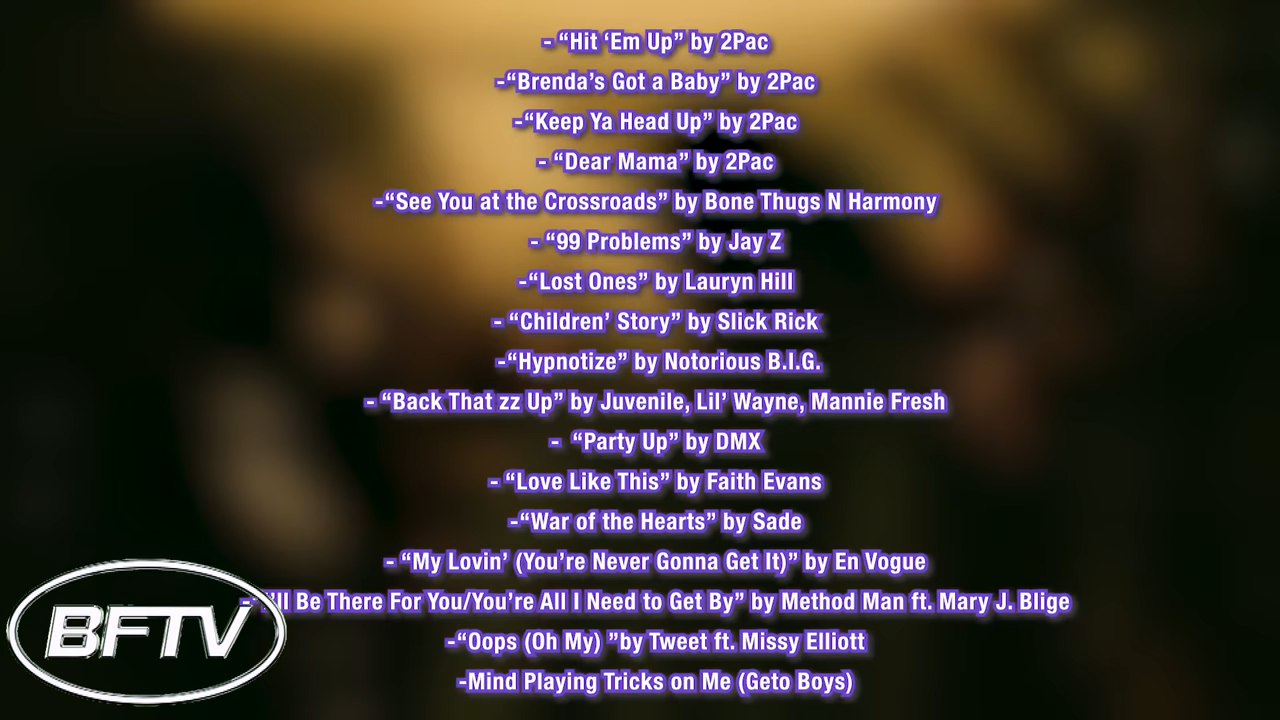 - “Hit ‘Em Up” by 2Pac
-“Brenda’s Got a Baby” by 2Pac
-“Keep Ya Head Up” by 2Pac
- “Dear Mama” by 2Pac
-“See You at the Crossroads” by Bone Thugs N Harmony
- “99 Problems” by Jay Z
-“Lost Ones” by Lauryn Hill
- “Children’ Story” by Slick Rick
-“Hypnotize” by Notorious B.I.G.
- “Back That zz Up” by Juvenile, Lil’ Wayne, Mannie Fresh
-  “Party Up” by DMX
- “Love Like This” by Faith Evans
-“War of the Hearts” by Sade
- “My Lovin’ (You’re Never Gonna Get It)” by En Vogue
- “I’ll Be There For You/You’re All I Need to Get By” by Method Man ft. Mary J. Blige
-“Oops (Oh My) ”by Tweet ft. Missy Elliott
-Mind Playing Tricks on Me (Geto Boys)
BFTV